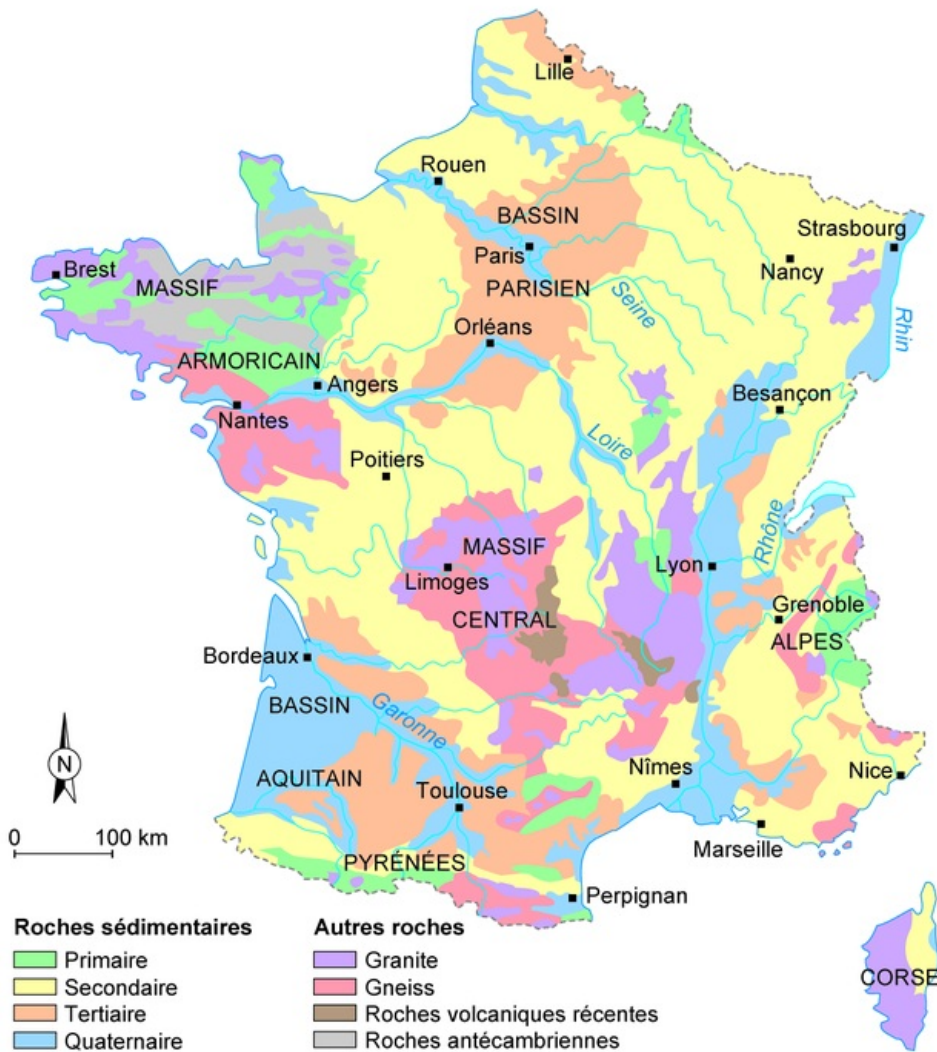 Lille
Rouen
BASSIN
Strasbourg
Paris
Nancy
Brest
MASSIF
PARISIEN
Seine
Rhin
Orléans
ARMORICAIN
Angers
Besançon
Nantes
Loire
Poitiers
Rhône
MASSIF
Lyon
Limoges
Grenoble
CENTRAL
ALPES
Bordeaux
BASSIN
Garonne
N
AQUITAIN
Nîmes
Nice
Toulouse
0 100 km
Marseille
PYRÉNÉES
Perpignan
Roches sédimentaires
Primaire
Secondaire
Tertiaire
Quaternaire
Autres roches
Granite
Gneiss
Roches volcaniques récentes
Roches antécambriennes
CORSE